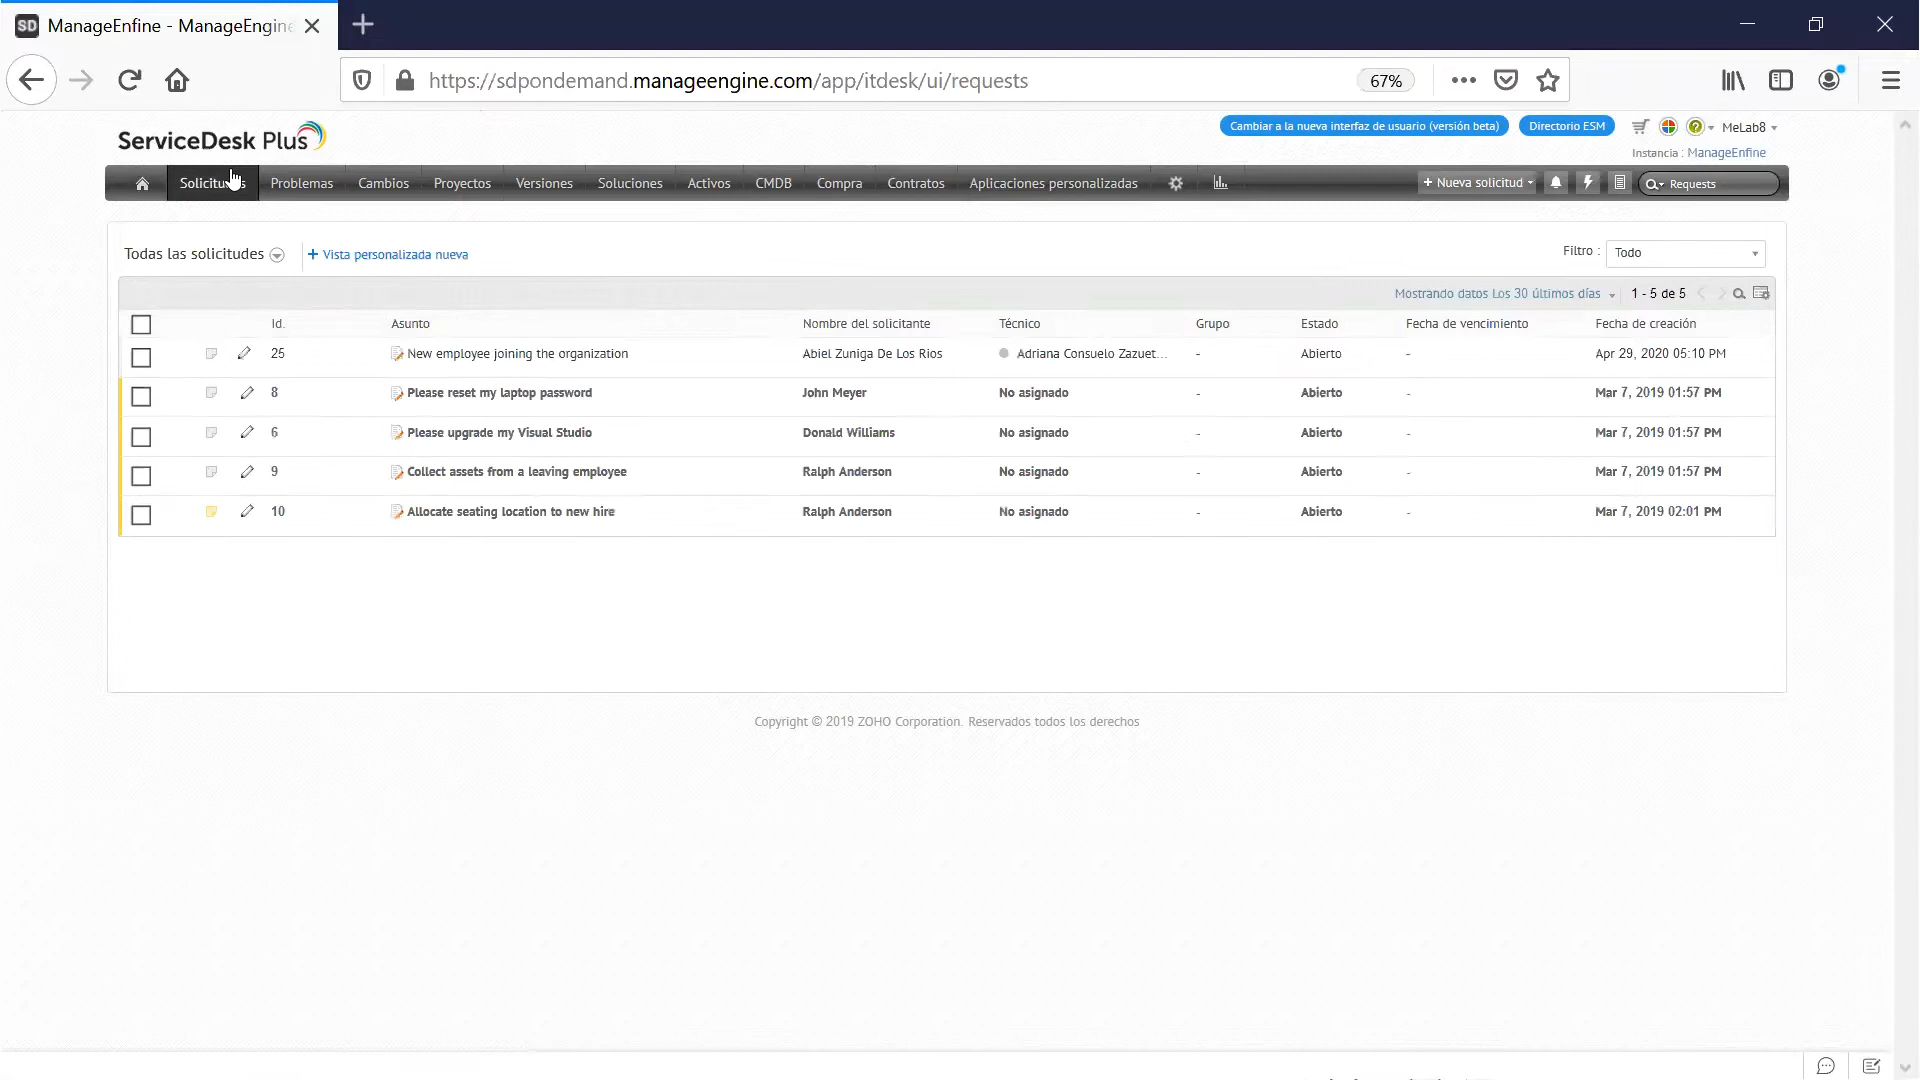 SD ManageEnfine - ManageEngine
https://sdpondemand.manageengine.com/app/itdesk/ui/requests 67%
ServiceDesk Plus
Cambiar a la nueva interfaz de usuario (versión beta) Directorio ESM MeLab8
Instancia : ManageEnfine
Problemas Cambios Proyectos Versiones Soluciones Activos CMDB Compra Contratos Aplicaciones personalizadas + Nueva solicitud Requests
Todas las solicitudes + Vista personalizada nueva Filtro : Todo
Mostrando datos Los 30 últimos días 1 - 5 de 5
Id. Asunto Nombre del solicitante Técnico Grupo Estado Fecha de vencimiento Fecha de creación
25 New employee joining the organization Abiel Zuniga De Los Rios Adriana Consuelo Zazuet... - Abierto - Apr 29, 2020 05:10 PM
8 Please reset my laptop password John Meyer No asignado - Abierto - Mar 7, 2019 01:57 PM
6 Please upgrade my Visual Studio Donald Williams No asignado - Abierto - Mar 7, 2019 01:57 PM
9 Collect assets from a leaving employee Ralph Anderson No asignado - Abierto - Mar 7, 2019 01:57 PM
10 Allocate seating location to new hire Ralph Anderson No asignado - Abierto - Mar 7, 2019 02:01 PM
Copyright © 2019 ZOHO Corporation. Reservados todos los derechos